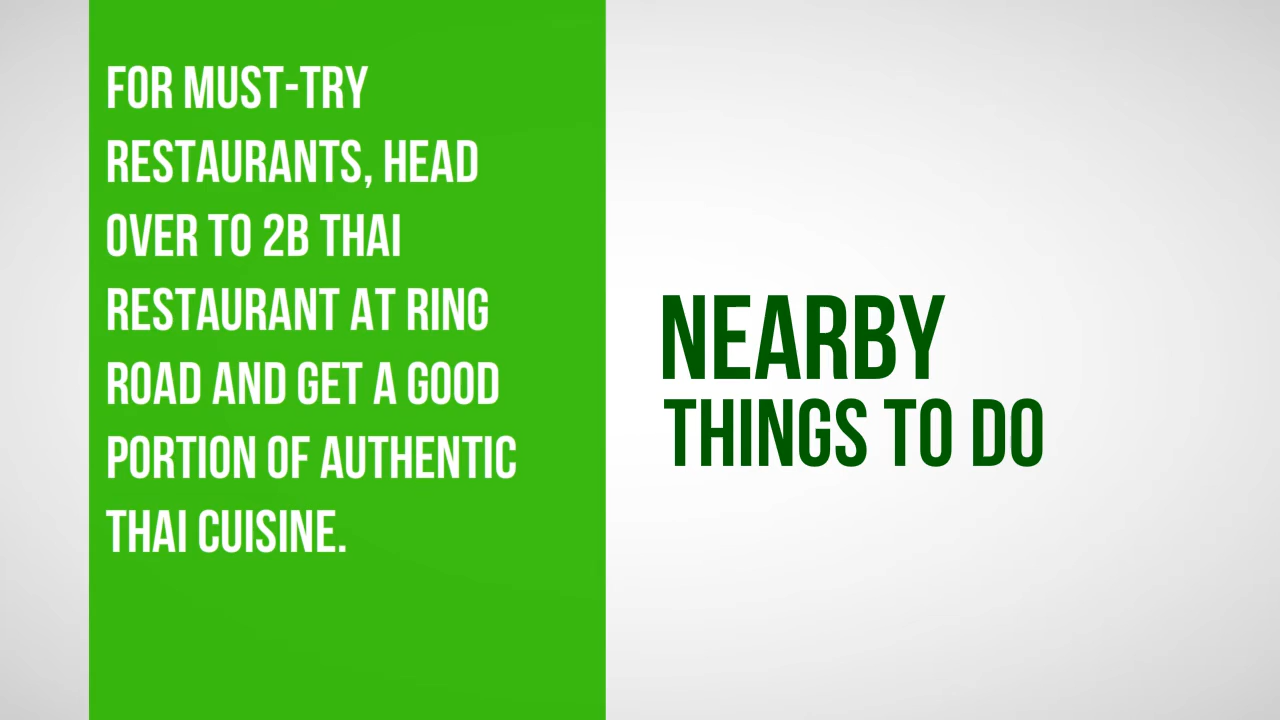 FOR MUST-TRY
RESTAURANTS, HEAD
OVER TO 2B THAI
RESTAURANT AT RING
ROAD AND GET A GOOD
PORTION OF AUTHENTIC
THAI CUISINE.
NEARBY
THINGS TO DO